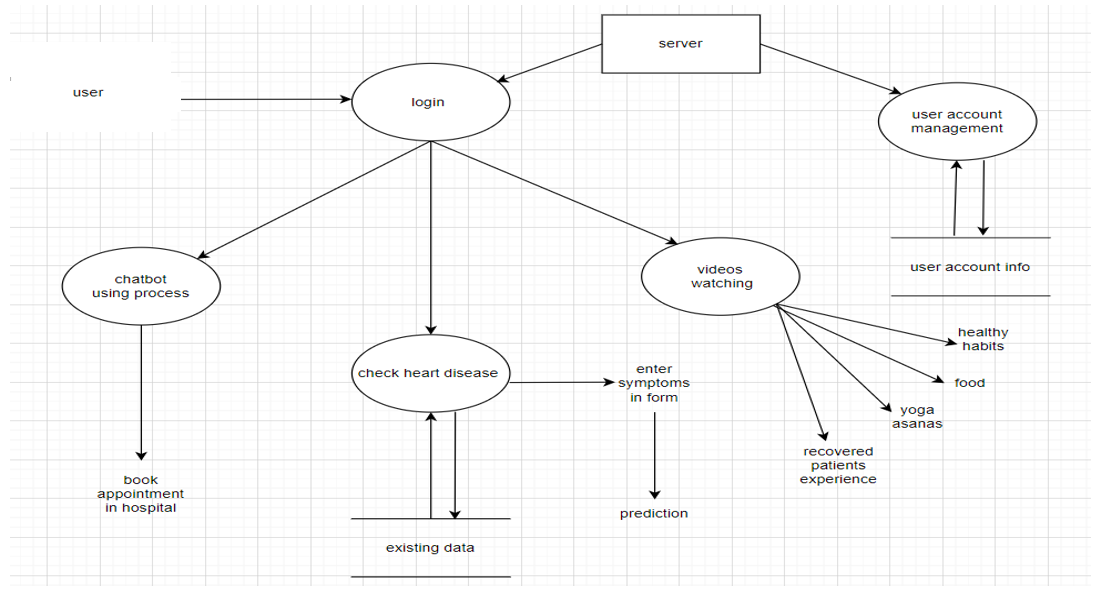 server
user
login
user account
management
user account info
chatbot
using process
videos
watching
healthy
habits
check heart disease
enter
symptoms
in form
food
yoga
asanas
recovered
patients
experience
book
appointment
in hospital
prediction
existing data